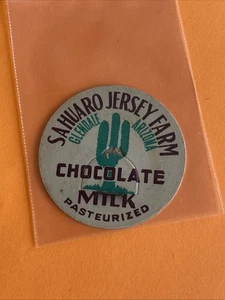 SAHUARO JERSEY FARM
GLENDALE ARIZONA
CHOCOLATE
MILK
PASTEURIZED